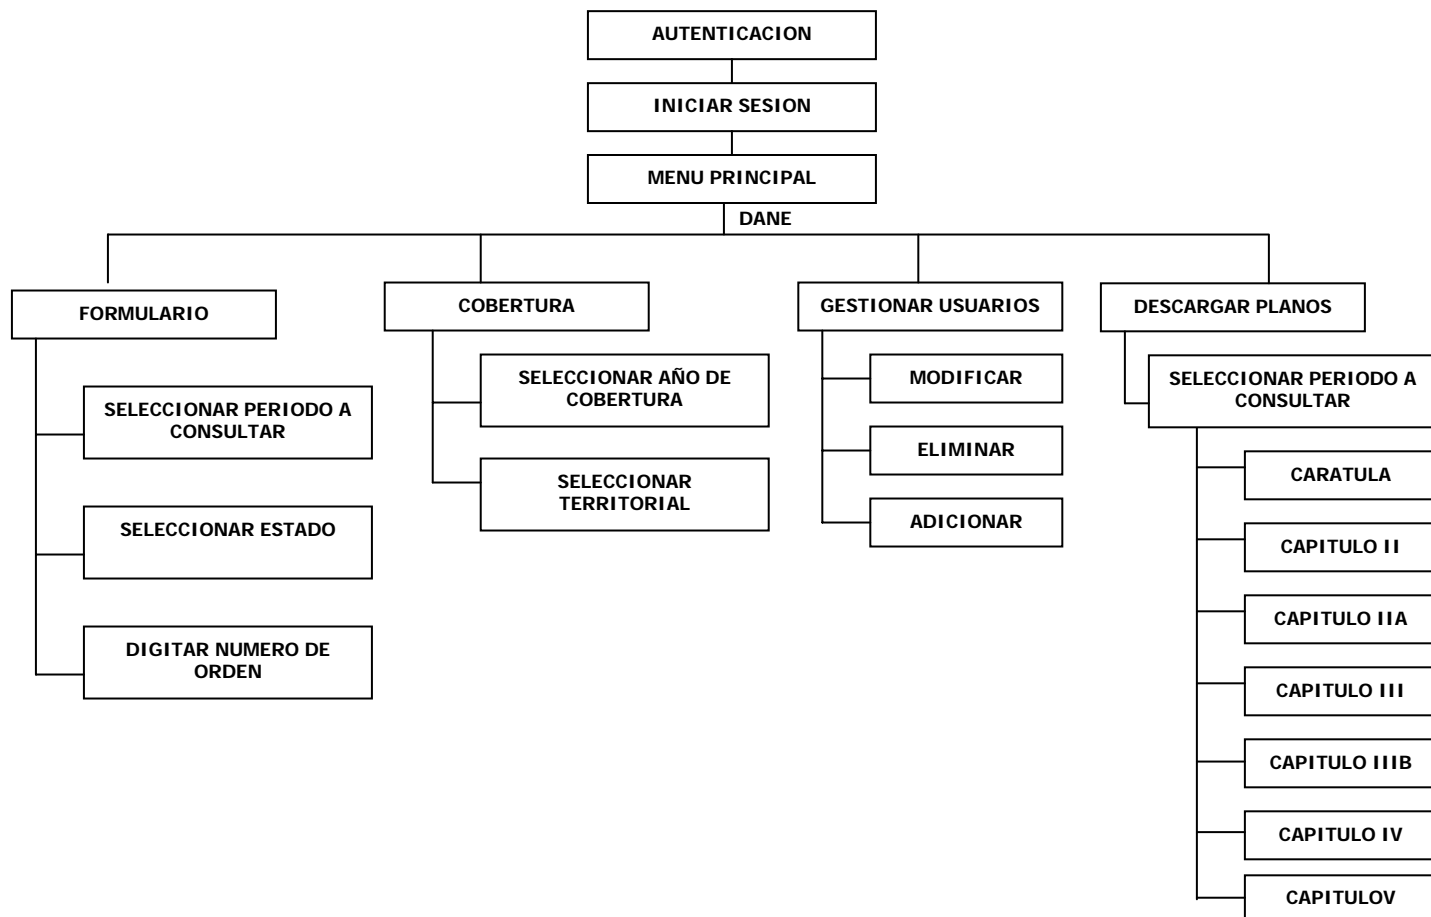 AUTENTICACION
INICIAR SESION
MENU PRINCIPAL
DANE
FORMULARIO
SELECCIONAR PERIODO A
CONSULTAR
SELECCIONAR ESTADO
DIGITAR NUMERO DE
ORDEN
COBERTURA
SELECCIONAR AÑO DE
COBERTURA
SELECCIONAR
TERRITORIAL
GESTIONAR USUARIOS
MODIFICAR
ELIMINAR
ADICIONAR
DESCARGAR PLANOS
SELECCIONAR PERIODO A
CONSULTAR
CARATULA
CAPITULO II
CAPITULO IIA
CAPITULO III
CAPITULO IIIB
CAPITULO IV
CAPITULOV